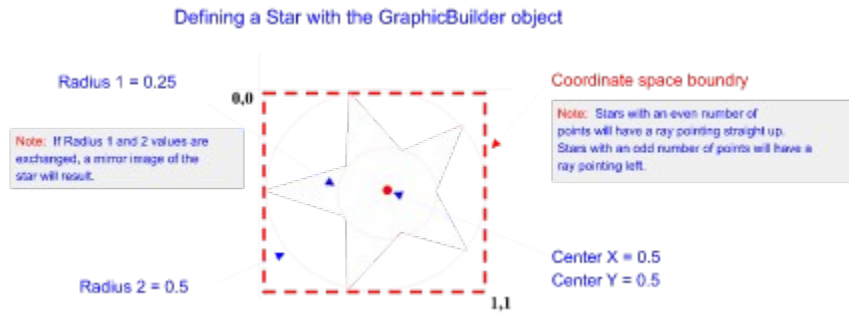 Defining a Star with the GraphicBuilder object
Radius 1 = 0.25
0,0
Coordinate space boundry
Note: If Radius 1 and 2 values are
exchanged, a mirror image of the
star will result.
Note: Stars with an even number of
points will have a ray pointing straight up.
Stars with an odd number of points will have a
ray pointing left.
Radius 2 = 0.5
Center X = 0.5
Center Y = 0.5
1,1